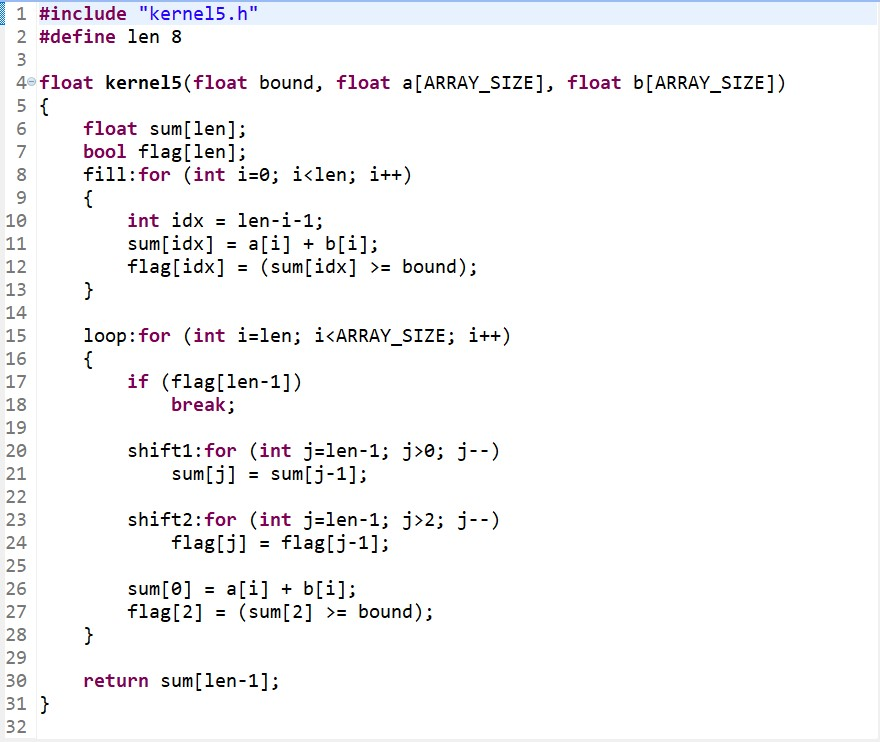 1 #include "kernel5.h"
2 #define len 8
3
4 float kernel5(float bound, float a[ARRAY_SIZE], float b[ARRAY_SIZE])
5 {
6     float sum[len];
7     bool flag[len];
8     fill:for (int i=0; i<len; i++)
9     {
10         int idx = len-i-1;
11         sum[idx] = a[i] + b[i];
12         flag[idx] = (sum[idx] >= bound);
13     }
14
15     loop:for (int i=len; i<ARRAY_SIZE; i++)
16     {
17         if (flag[len-1])
18             break;
19
20         shift1:for (int j=len-1; j>0; j--)
21             sum[j] = sum[j-1];
22
23         shift2:for (int j=len-1; j>2; j--)
24             flag[j] = flag[j-1];
25
26         sum[0] = a[i] + b[i];
27         flag[2] = (sum[2] >= bound);
28     }
29
30     return sum[len-1];
31 }
32